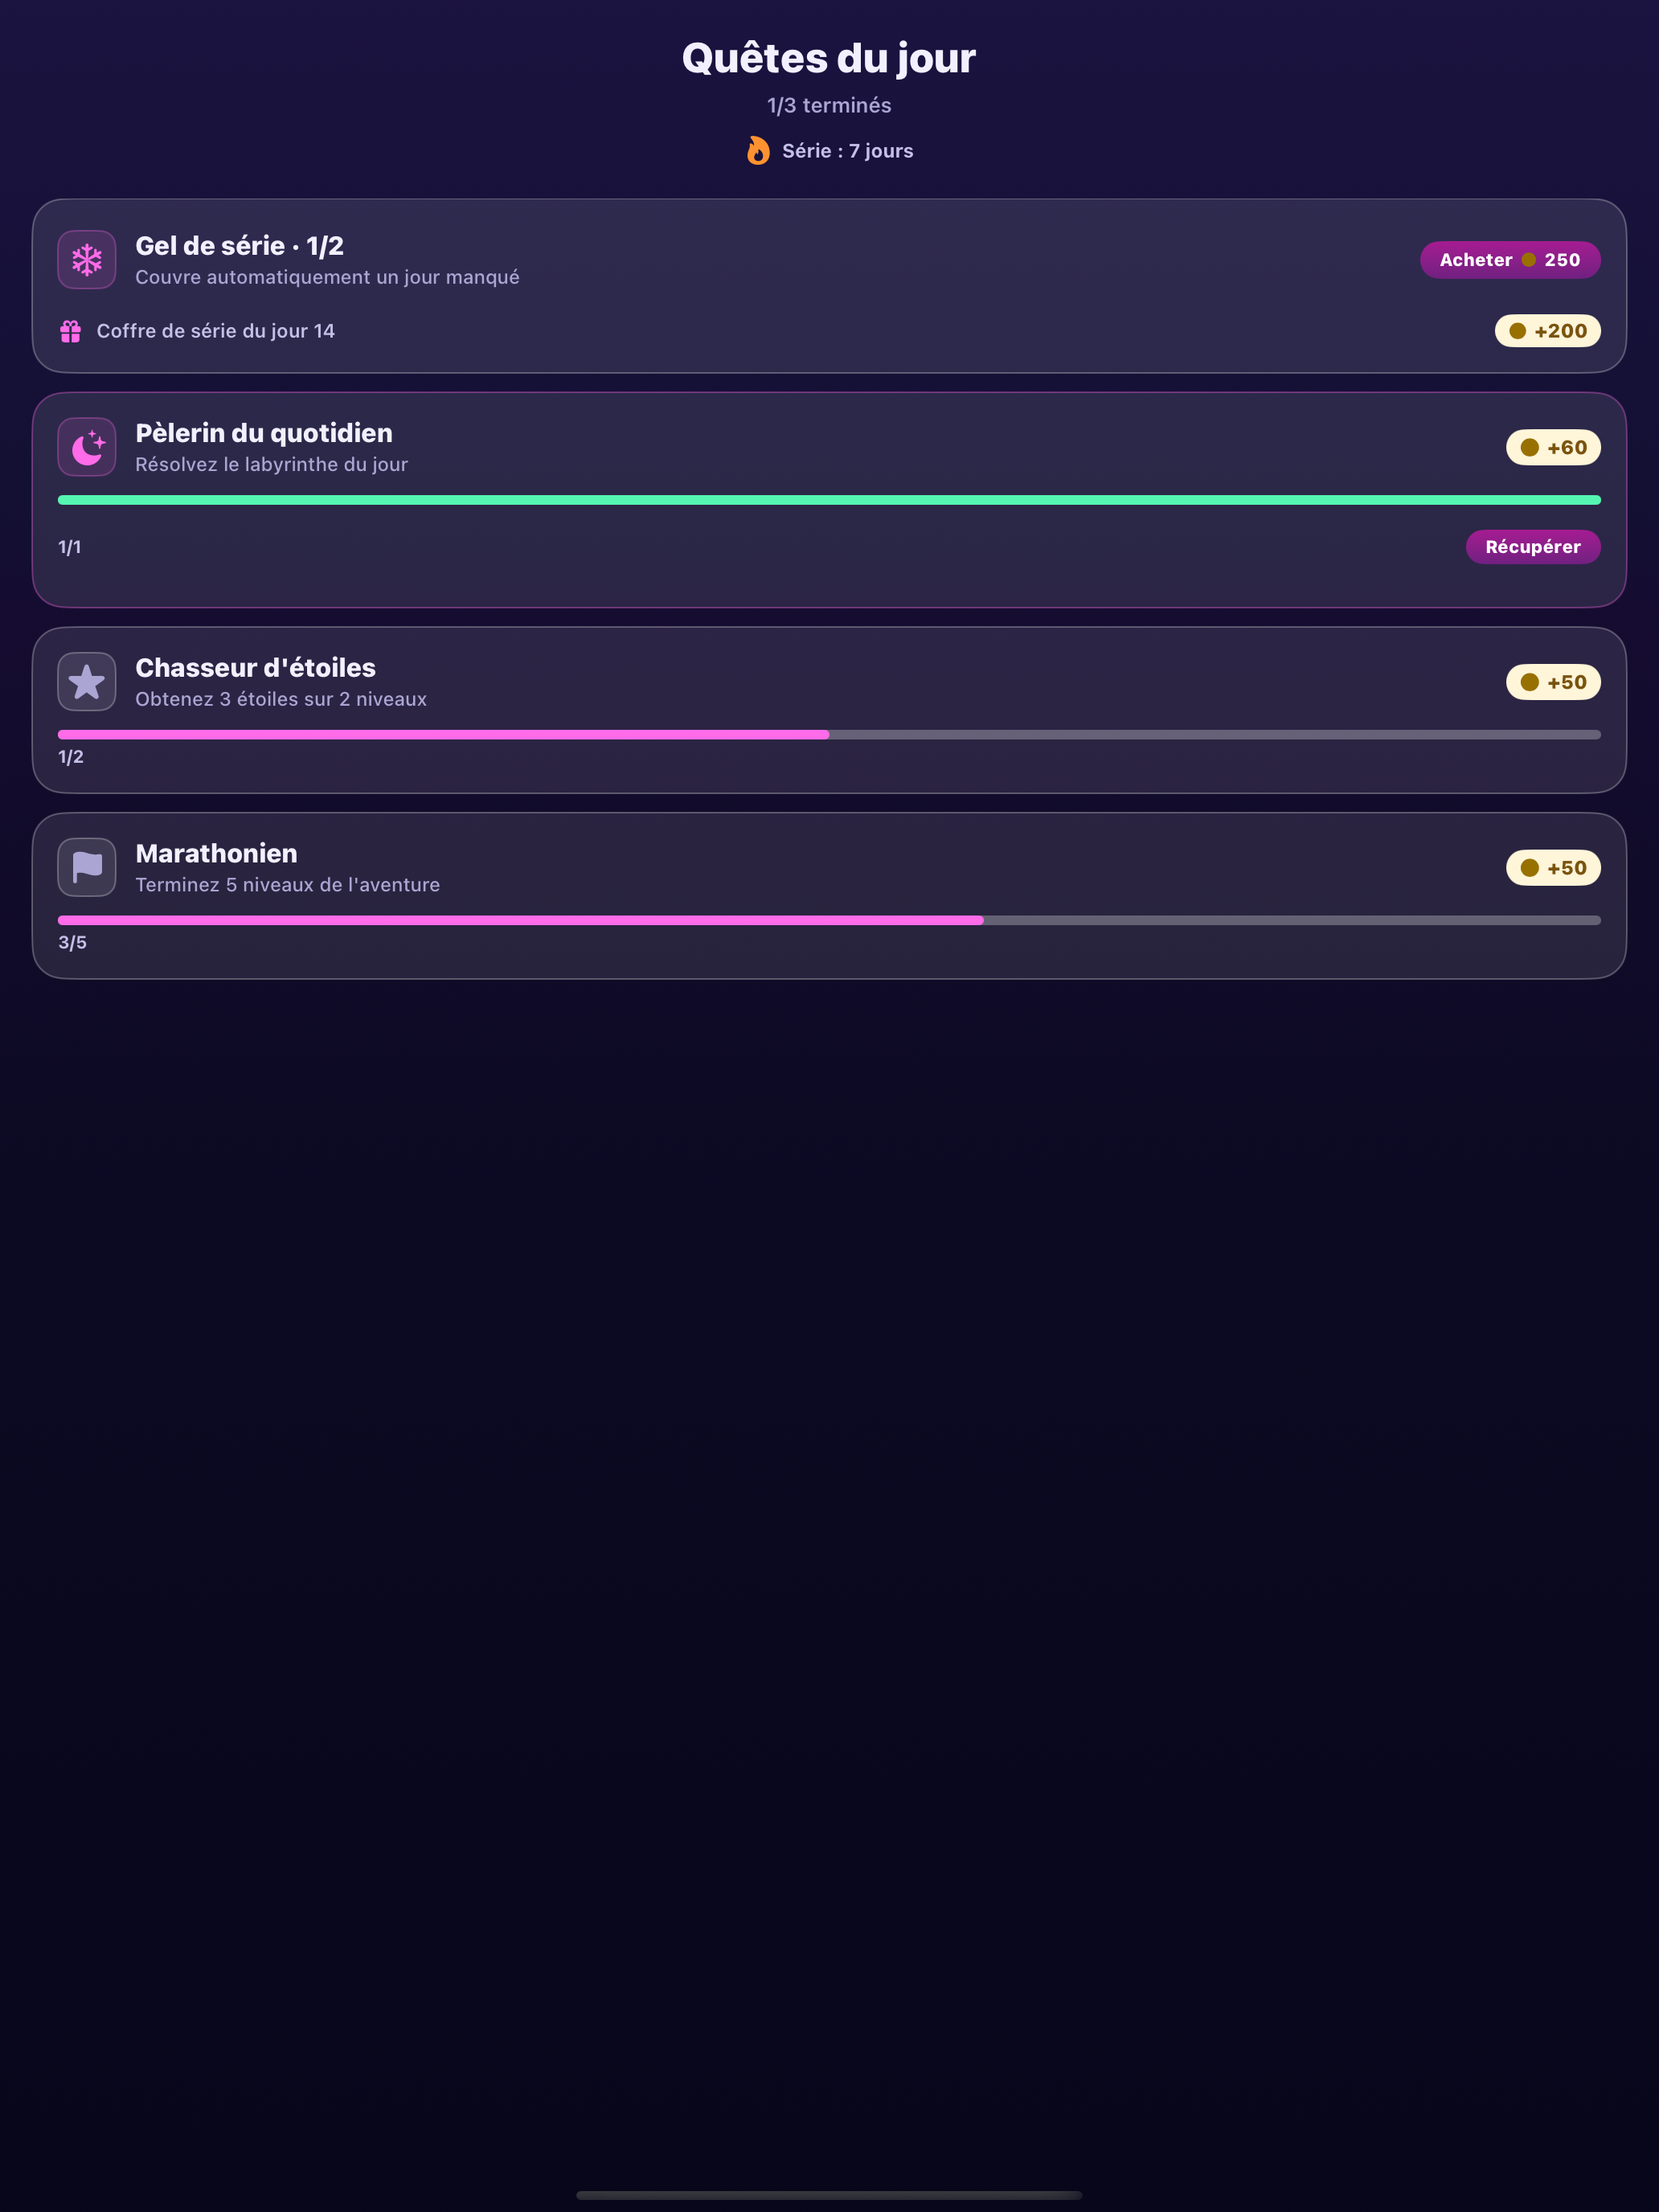 Quêtes du jour
1/3 terminés
Série : 7 jours
Gel de série · 1/2
Couvre automatiquement un jour manqué
Acheter 250
Coffre de série du jour 14
+200
Pèlerin du quotidien
Résolvez le labyrinthe du jour
+60
1/1
Récupérer
Chasseur d'étoiles
Obtenez 3 étoiles sur 2 niveaux
+50
1/2
Marathonien
Terminez 5 niveaux de l'aventure
+50
3/5